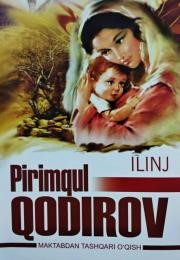 ILINJ
Pirimqul
QODIROV
MAKTABDAN TASHQARI O'QISH